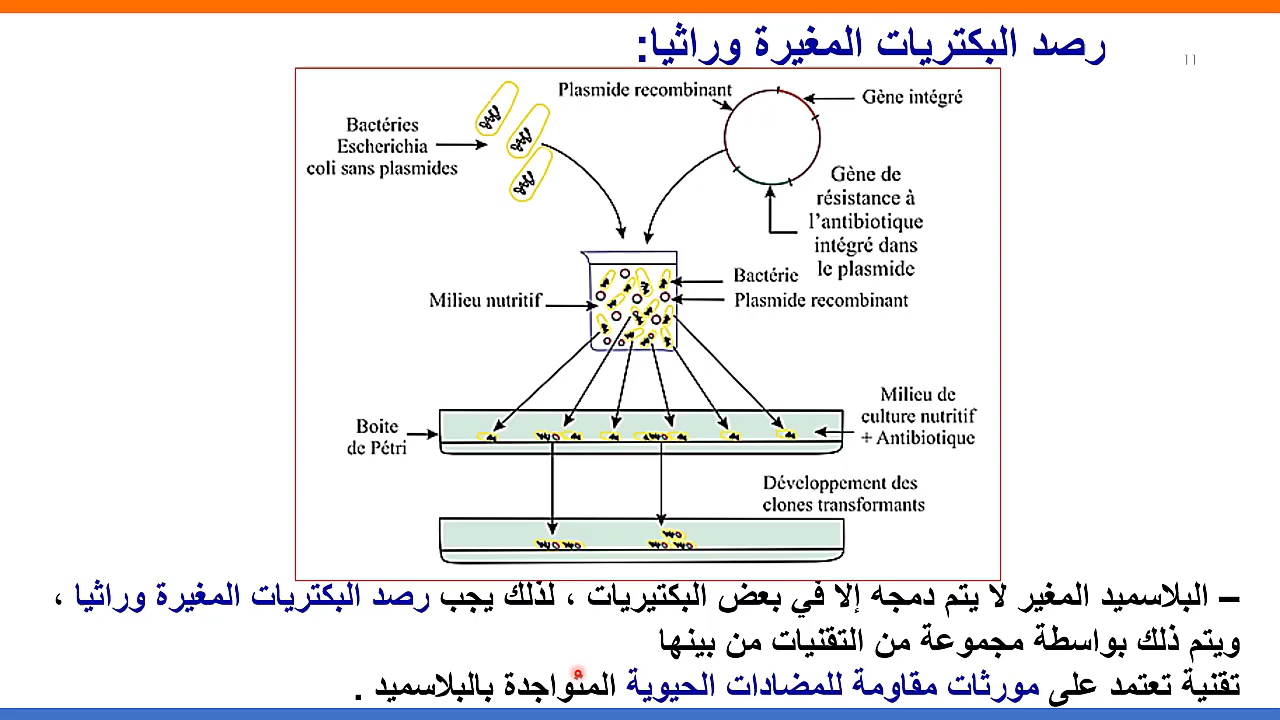 رصد البكتريات المغيرة وراثيا:
11
Plasmide recombinant
Gène intégré
Bactéries
Escherichia
coli sans plasmides
Gène de
résistance à
l'antibiotique
intégré dans
le plasmide
Bactérie
Milieu nutritif
Plasmide recombinant
Boite
de Pétri
Milieu de
culture nutritif
+ Antibiotique
Développement des
clones transformants
– البلاسميد المغير لا يتم دمجه إلا في بعض البكتيريات ، لذلك يجب رصد البكتريات المغيرة وراثيا ،
ويتم ذلك بواسطة مجموعة من التقنيات من بينها
تقنية تعتمد على مورثات مقاومة للمضادات الحيوية المتواجدة بالبلاسميد .